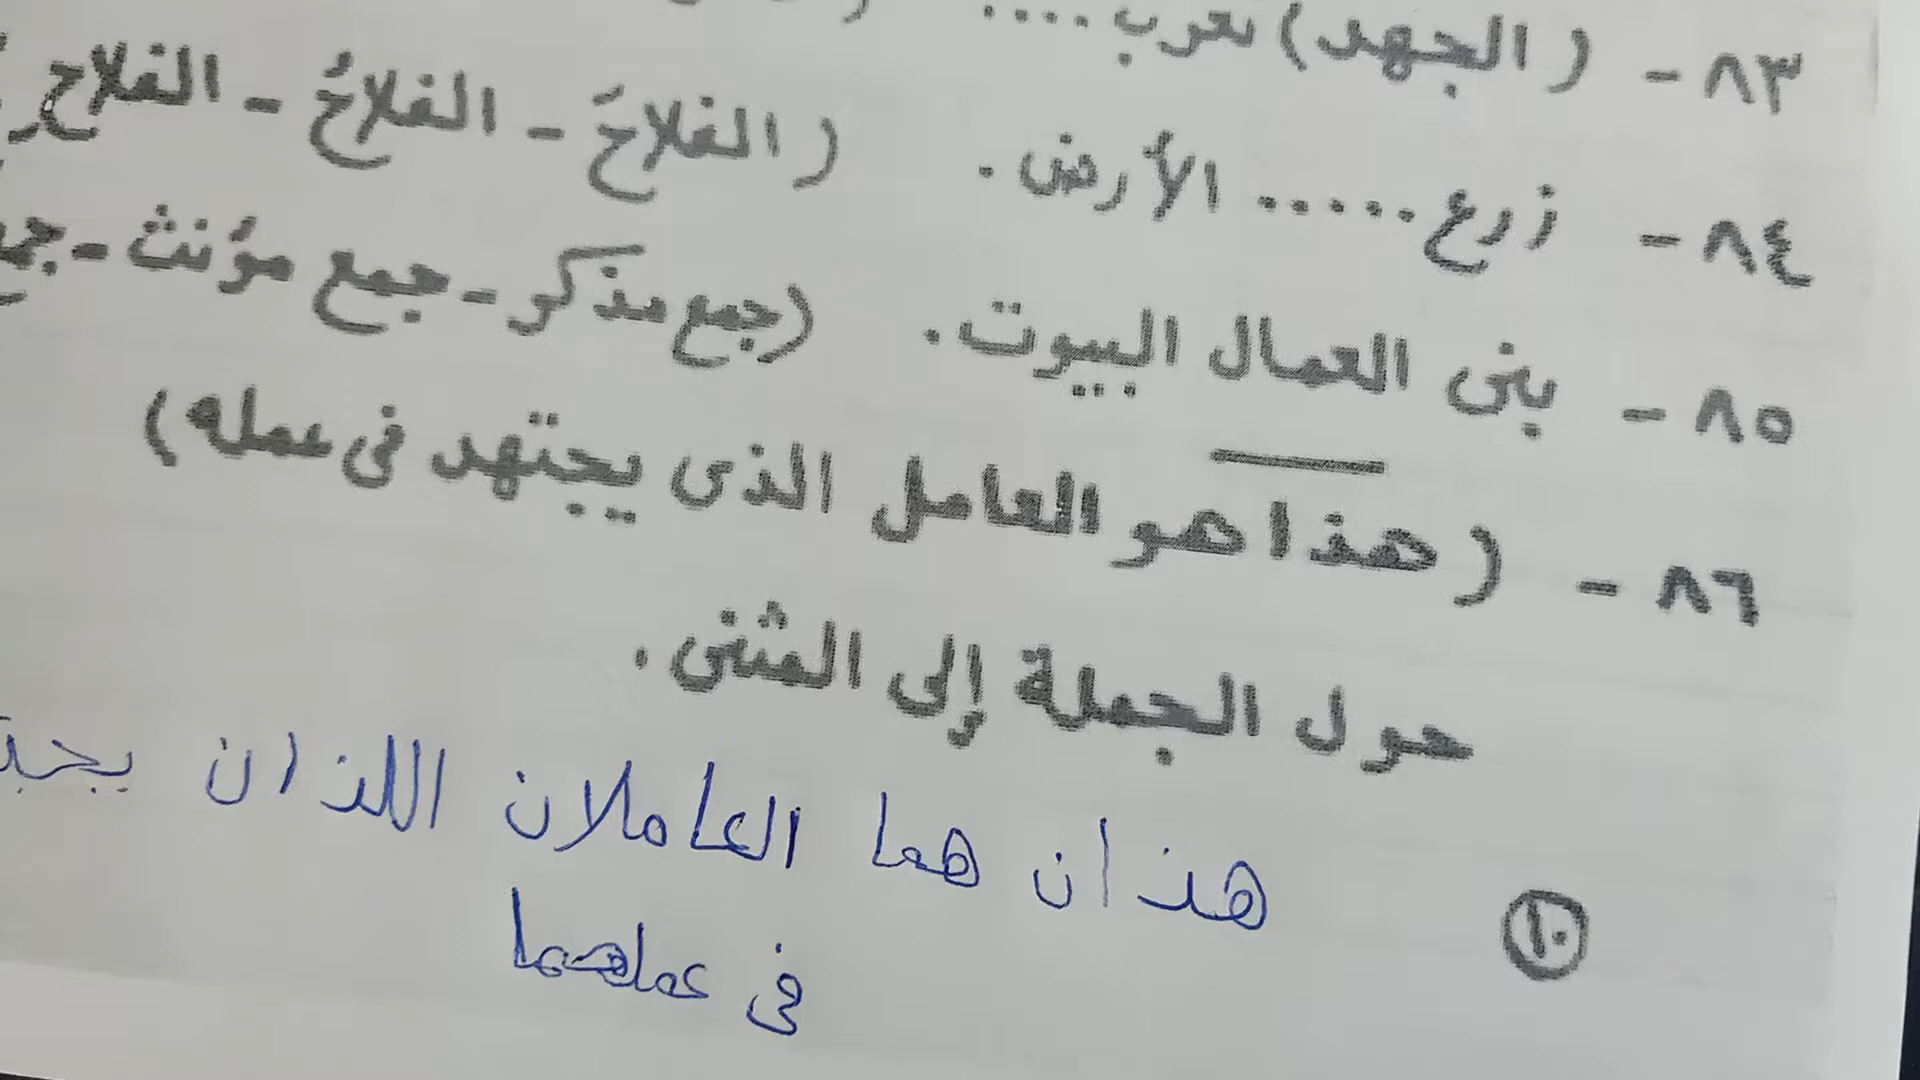 ٨٣ - (الجهد) تعرب ....
٨٤ - زرع ..... الأرض . (الفلاحَ - الفلاحُ - الفلاحِ
٨٥ - بنى العمال البيوت . (جمع مذكر - جمع مؤنث -
٨٦ - (هذا هو العامل الذى يجتهد فى عمله)
حول الجملة إلى المثنى .
هذان هما العاملان اللذان
فى عملهما
١٠